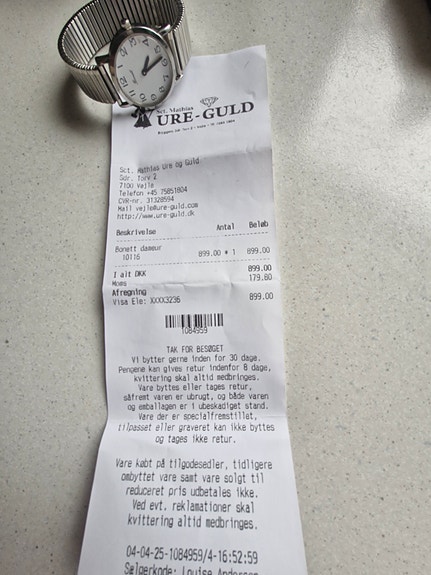 Sct. Mathias
URE-GULD
Sct. Mathias Ure og Guld
Sdr. Torv 2
7100 Vejle
Telefon +45 75851804
CVR-nr. 31328594
Mail vejle@ure-guld.com
http://www.ure-guld.dk
Beskrivelse Antal Beløb
Bonett dameur
10116 899.00 * 1 899.00
I alt DKK 899.00
Moms 179.80
Afregning
Visa Ele: XXXX3236 899.00
1084959
TAK FOR BESØGET
Vi bytter gerne inden for 30 dage.
Pengene kan gives retur indenfor 8 dage,
kvittering skal altid medbringes.
Vare byttes eller tages retur,
såfremt varen er ubrugt, og både varen
og emballagen er i ubeskadiget stand.
Vare der er specialfremstillet,
tilpasset eller graveret kan ikke byttes
og tages ikke retur.
Vare købt på tilgodesedler, tidligere
ombyttet vare samt vare solgt til
reduceret pris udbetales ikke.
Ved evt. reklamationer skal
kvittering altid medbringes.
04-04-25-1084959/4-16:52:59
Sælgerkode: Louise Andersen